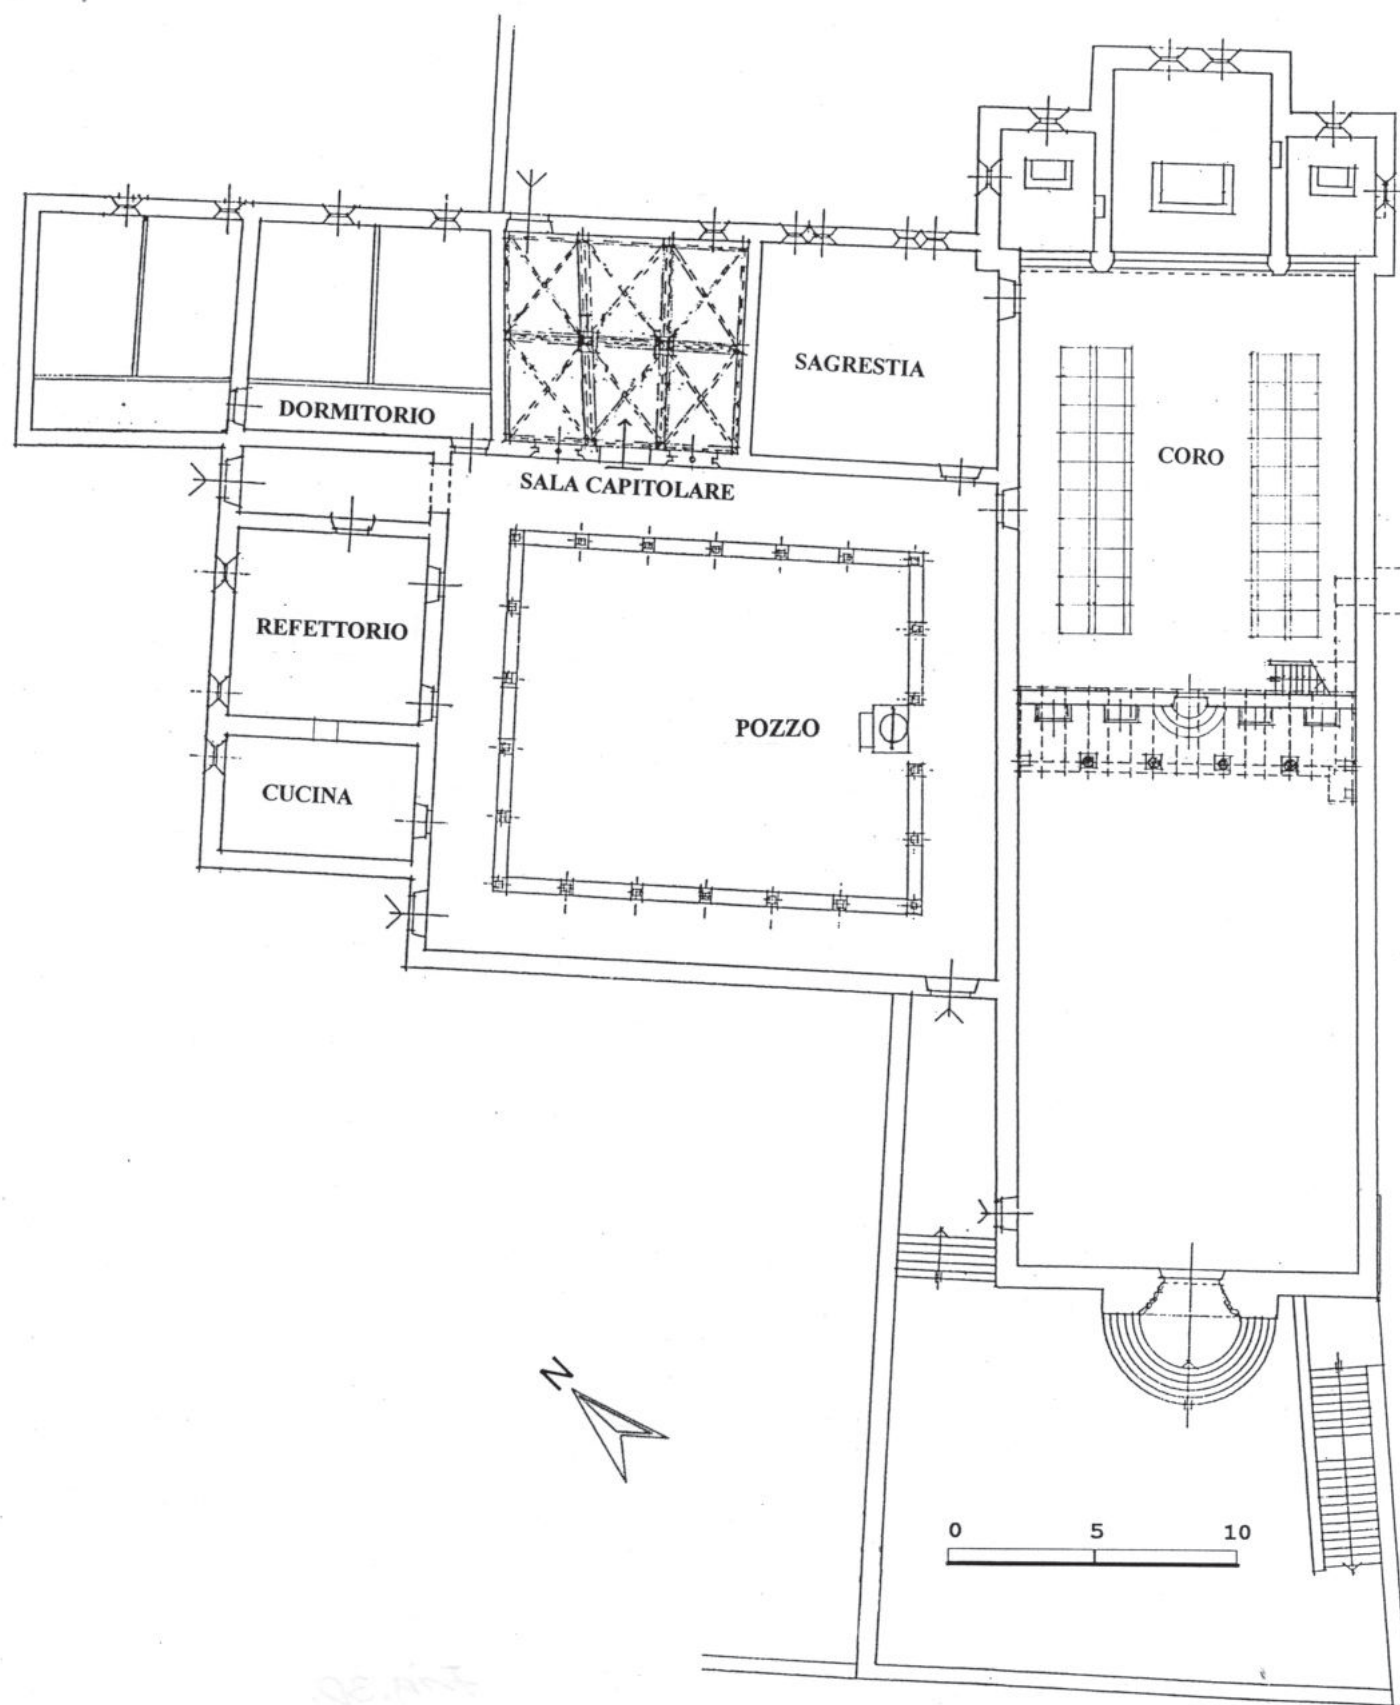 SAGRESTIA
DORMITORIO
CORO
SALA CAPITOLARE
REFETTORIO
POZZO
CUCINA
N
0 5 10